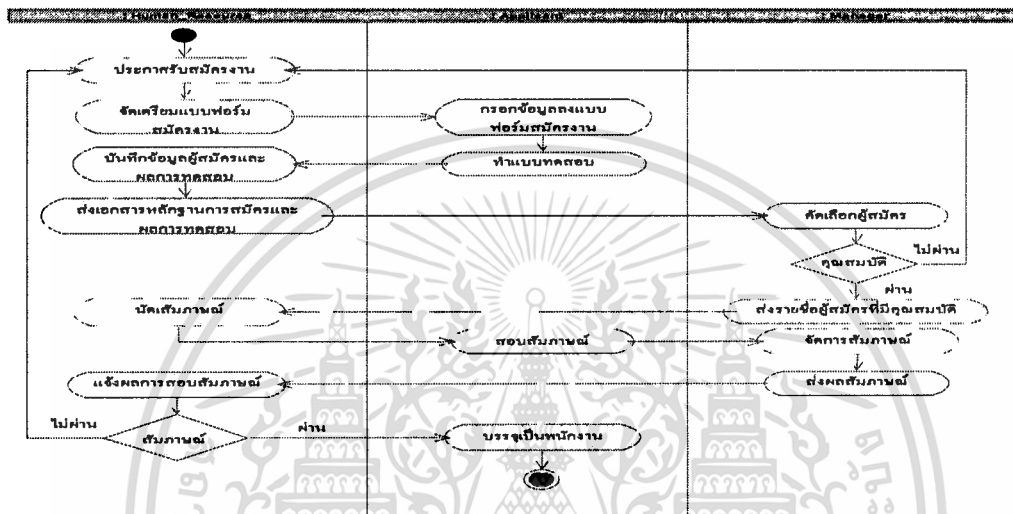 : Human Resource
: Applicant
: Manager
ประกาศรับสมัครงาน
จัดเตรียมแบบฟอร์ม
สมัครงาน
กรอกข้อมูลลงแบบ
ฟอร์มสมัครงาน
บันทึกข้อมูลผู้สมัครและ
ผลการทดสอบ
ทำแบบทดสอบ
ส่งเอกสารหลักฐานการสมัครและ
ผลการทดสอบ
คัดเลือกผู้สมัคร
คุณสมบัติ
ไม่ผ่าน
ผ่าน
นัดสัมภาษณ์
ส่งรายชื่อผู้สมัครที่มีคุณสมบัติ
สอบสัมภาษณ์
จัดการสัมภาษณ์
แจ้งผลการสอบสัมภาษณ์
ส่งผลสัมภาษณ์
ไม่ผ่าน
สัมภาษณ์
ผ่าน
บรรจุเป็นพนักงาน